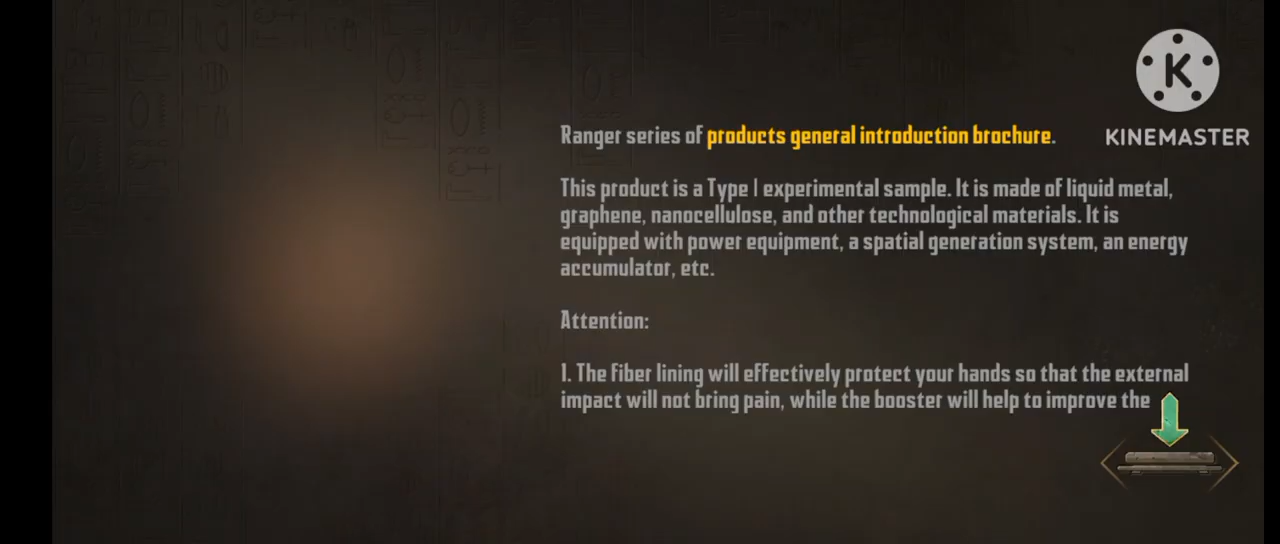 K
KINEMASTER
Ranger series of products general introduction brochure.
This product is a Type I experimental sample. It is made of liquid metal,
graphene, nanocellulose, and other technological materials. It is
equipped with power equipment, a spatial generation system, an energy
accumulator, etc.
Attention:
1. The fiber lining will effectively protect your hands so that the external
impact will not bring pain, while the booster will help to improve the